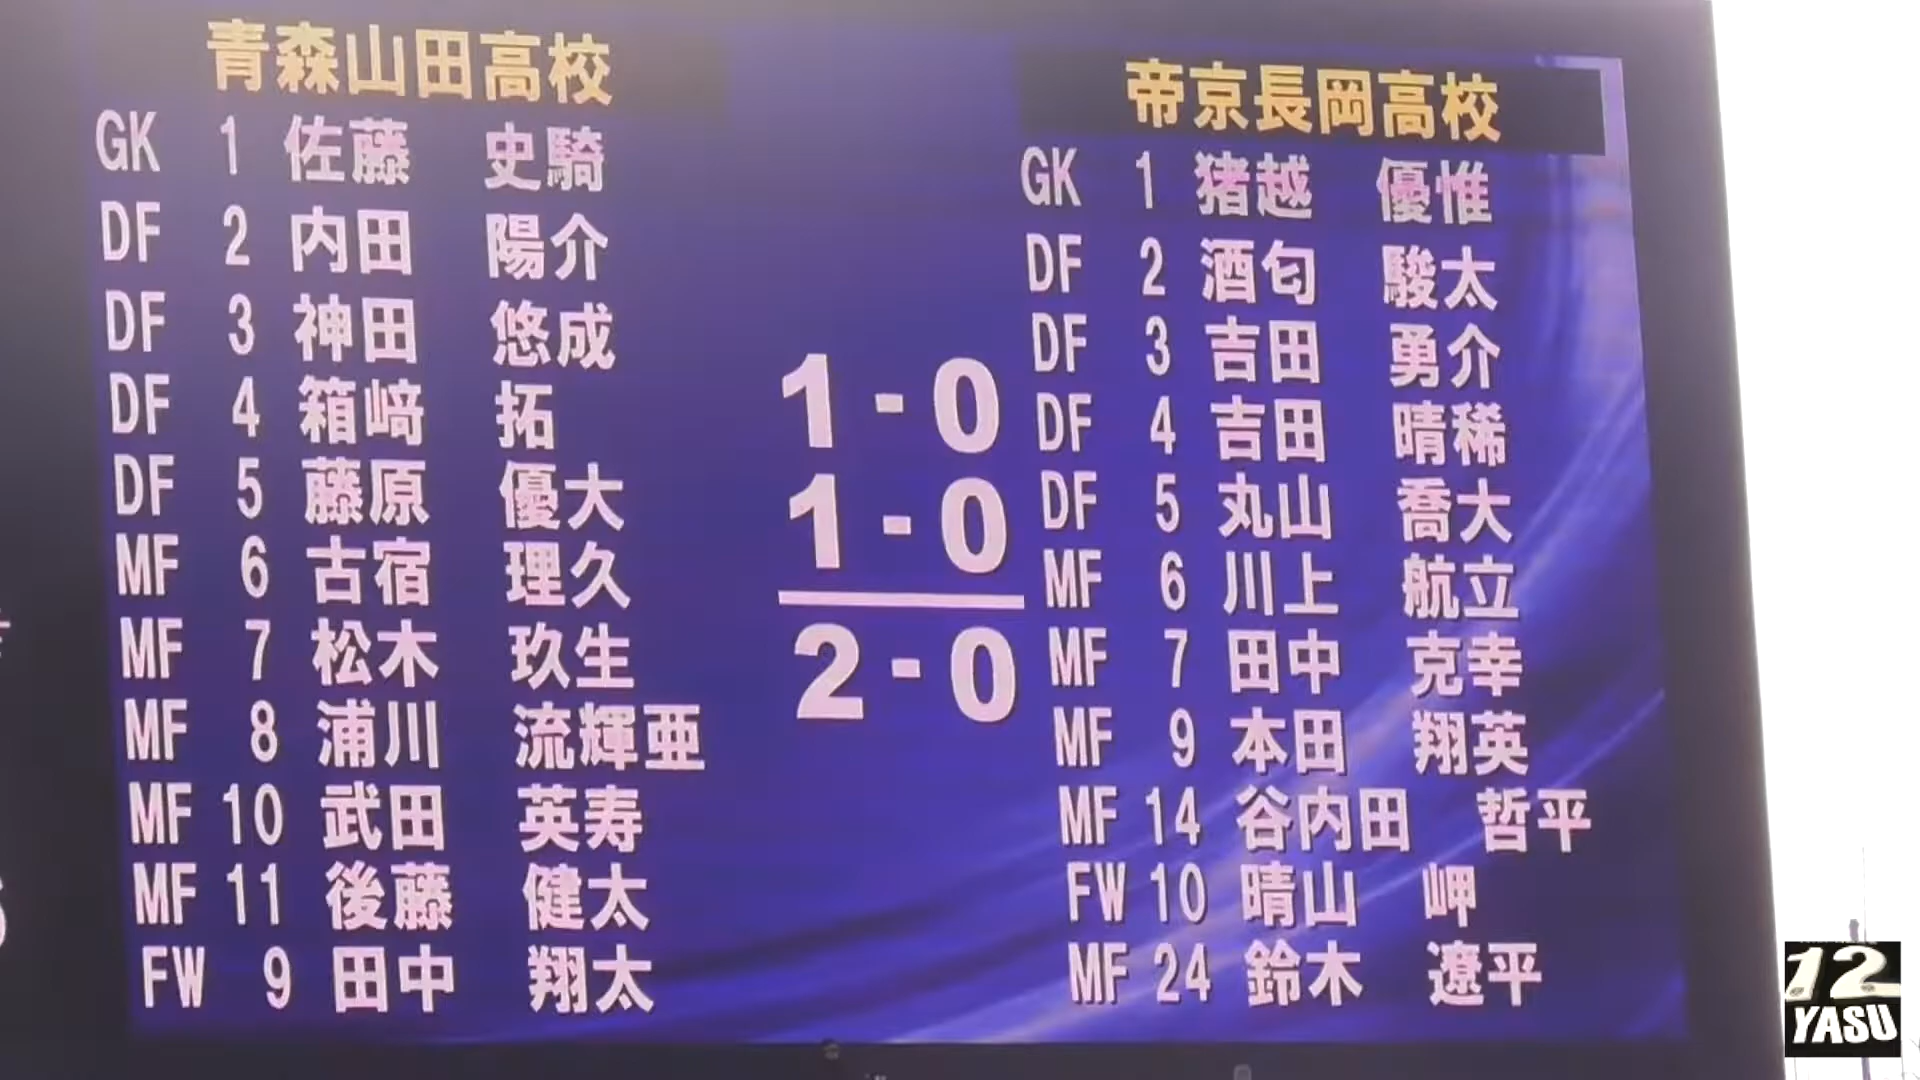 青森山田高校
GK 1 佐藤 史騎
DF 2 内田 陽介
DF 3 神田 悠成
DF 4 箱﨑 拓
DF 5 藤原 優大
MF 6 古宿 理久
MF 7 松木 玖生
MF 8 浦川 流輝亜
MF 10 武田 英寿
MF 11 後藤 健太
FW 9 田中 翔太
1-0
1-0
2-0
帝京長岡高校
GK 1 猪越 優惟
DF 2 酒匂 駿太
DF 3 吉田 勇介
DF 4 吉田 晴稀
DF 5 丸山 喬大
MF 6 川上 航立
MF 7 田中 克幸
MF 9 本田 翔英
MF 14 谷内田 哲平
FW 10 晴山 岬
MF 24 鈴木 遼平
12
YASU